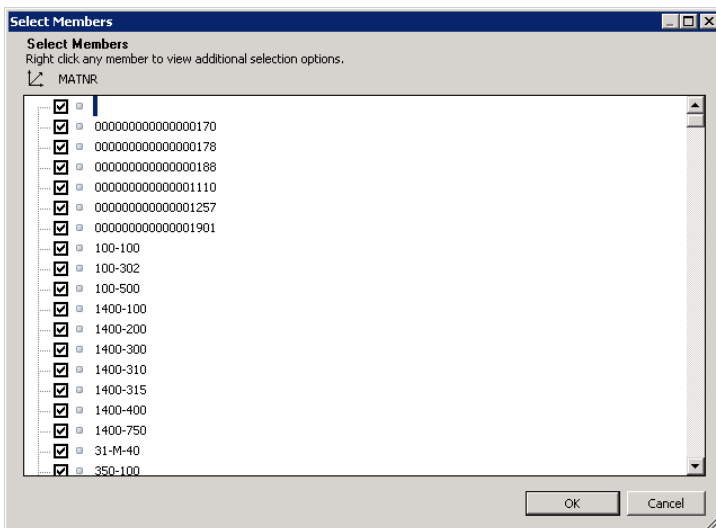 Select Members
Select Members
Right click any member to view additional selection options.
MATNR
000000000000000170
000000000000000178
000000000000000188
000000000000001110
000000000000001257
000000000000001901
100-100
100-302
100-500
1400-100
1400-200
1400-300
1400-310
1400-315
1400-400
1400-750
31-M-40
350-100
OK Cancel